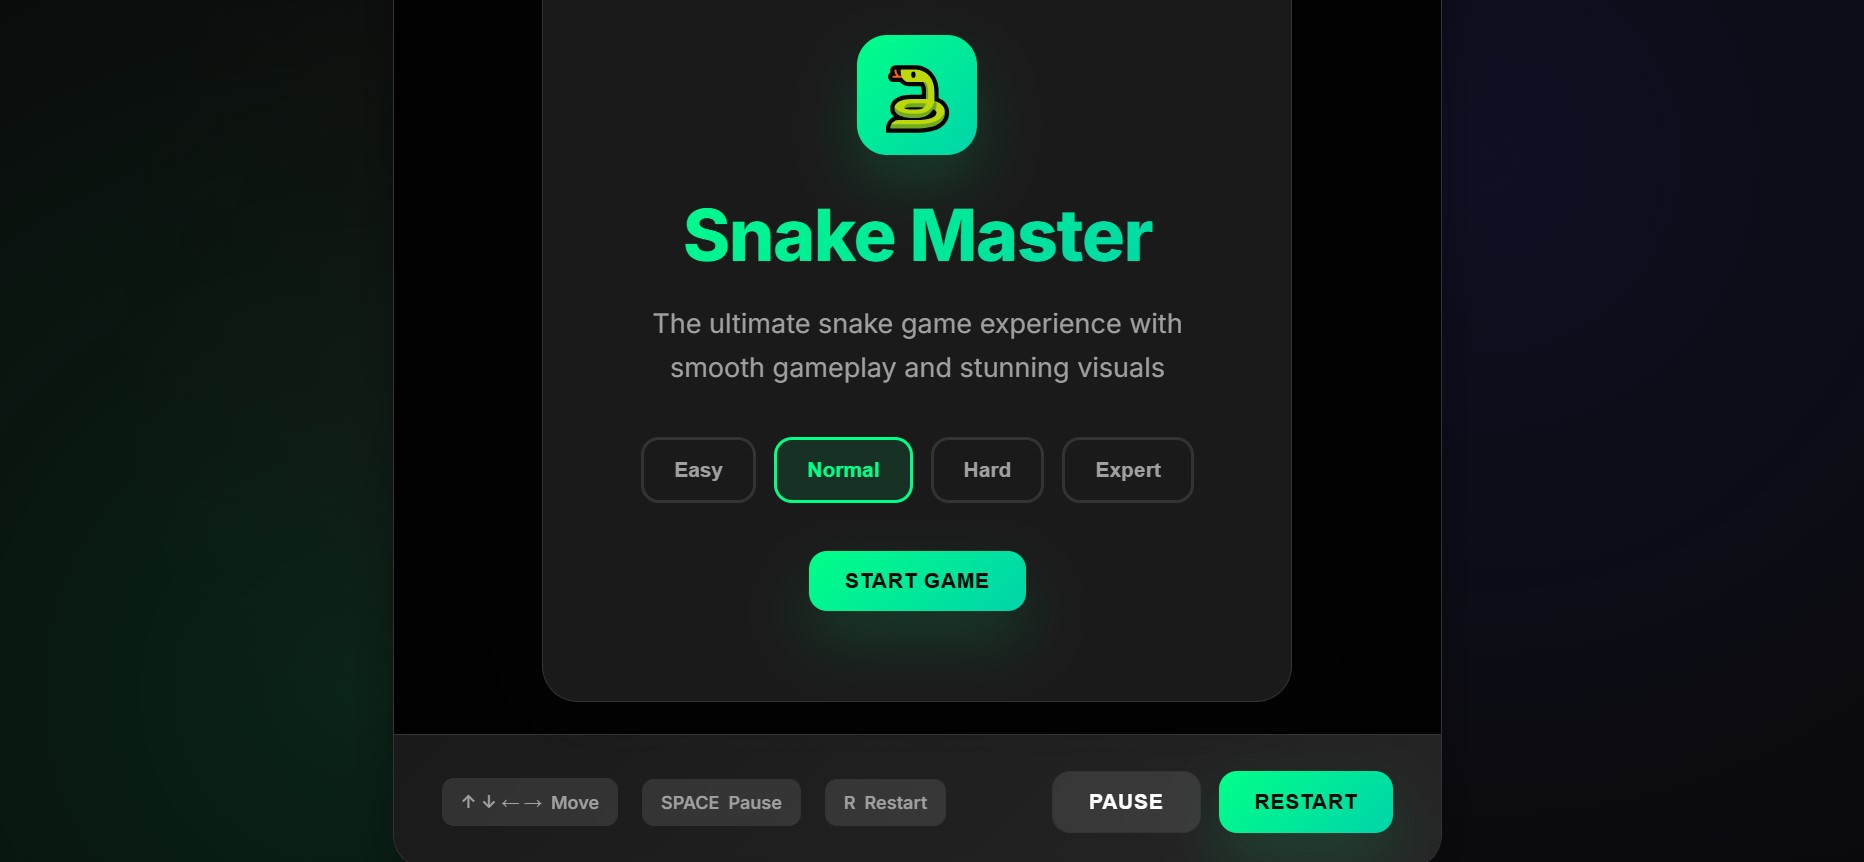 Snake Master
The ultimate snake game experience with
smooth gameplay and stunning visuals
Easy Normal Hard Expert
START GAME
↑↓←→ Move SPACE Pause R Restart PAUSE RESTART